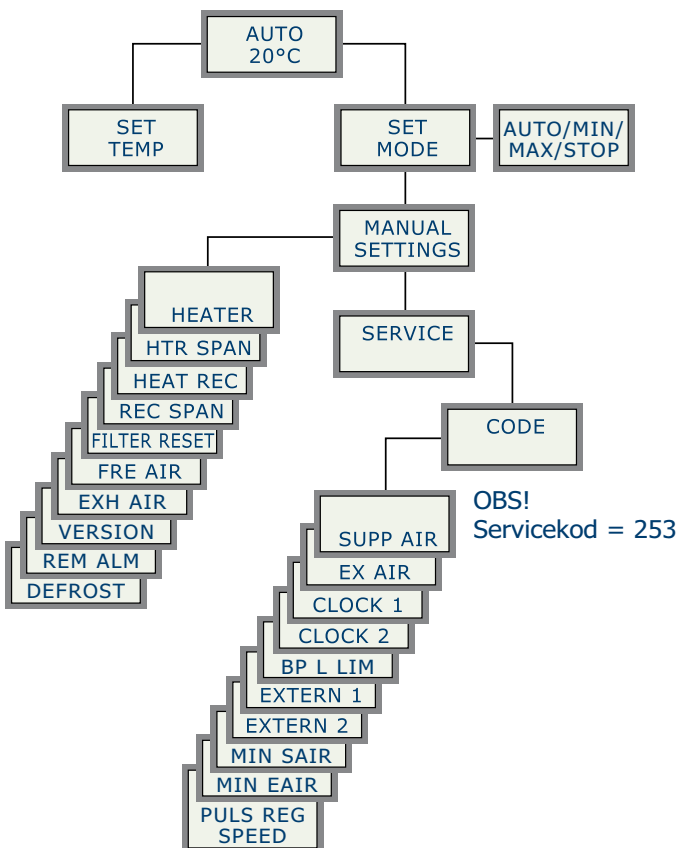 AUTO
20°C
SET
TEMP
SET
MODE
AUTO/MIN/
MAX/STOP
MANUAL
SETTINGS
HEATER
HTR SPAN
HEAT REC
REC SPAN
FILTER RESET
FRE AIR
EXH AIR
VERSION
REM ALM
DEFROST
SERVICE
CODE
OBS!
Servicekod = 253
SUPP AIR
EX AIR
CLOCK 1
CLOCK 2
BP L LIM
EXTERN 1
EXTERN 2
MIN SAIR
MIN EAIR
PULS REG
SPEED